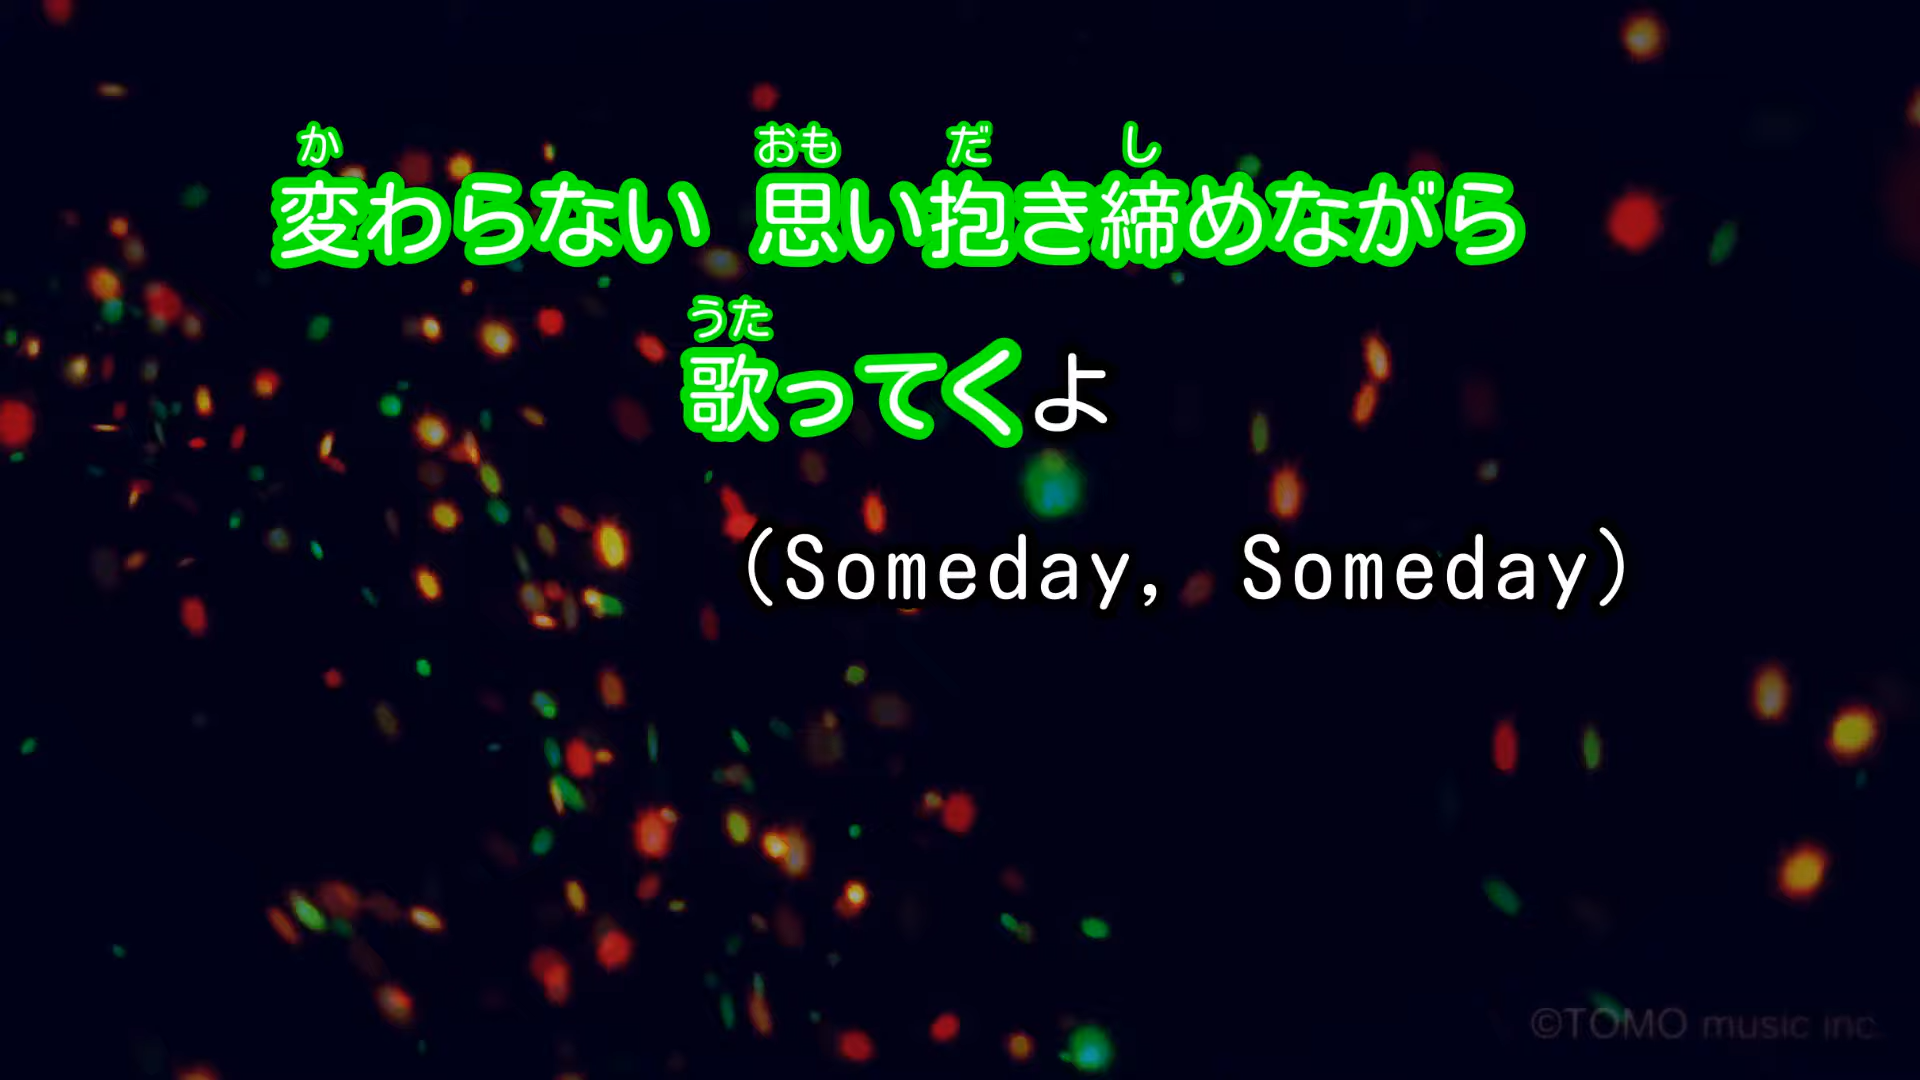 か おも だ し
変わらない 思い抱き締めながら
うた
歌ってくよ
(Someday, Someday)
©TOMO music inc.